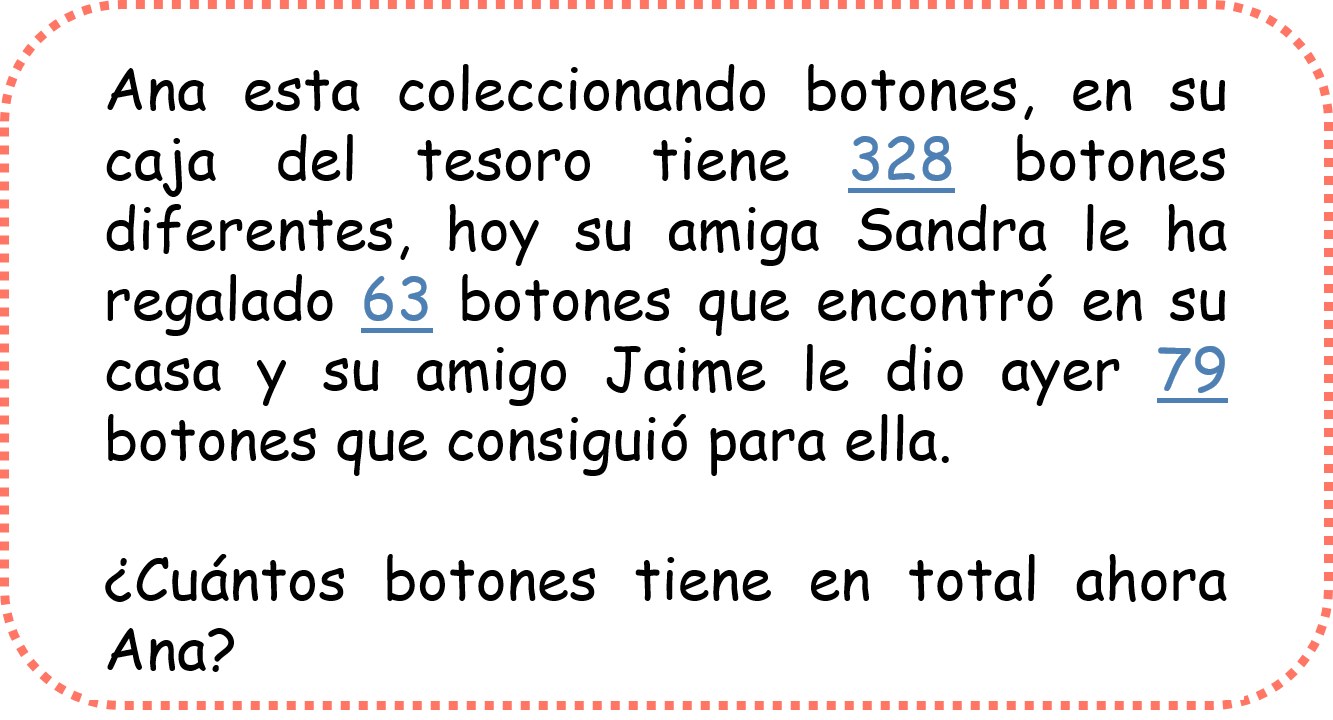 Ana esta coleccionando botones, en su
caja del tesoro tiene 328 botones
diferentes, hoy su amiga Sandra le ha
regalado 63 botones que encontró en su
casa y su amigo Jaime le dio ayer 79
botones que consiguió para ella.
¿Cuántos botones tiene en total ahora
Ana?